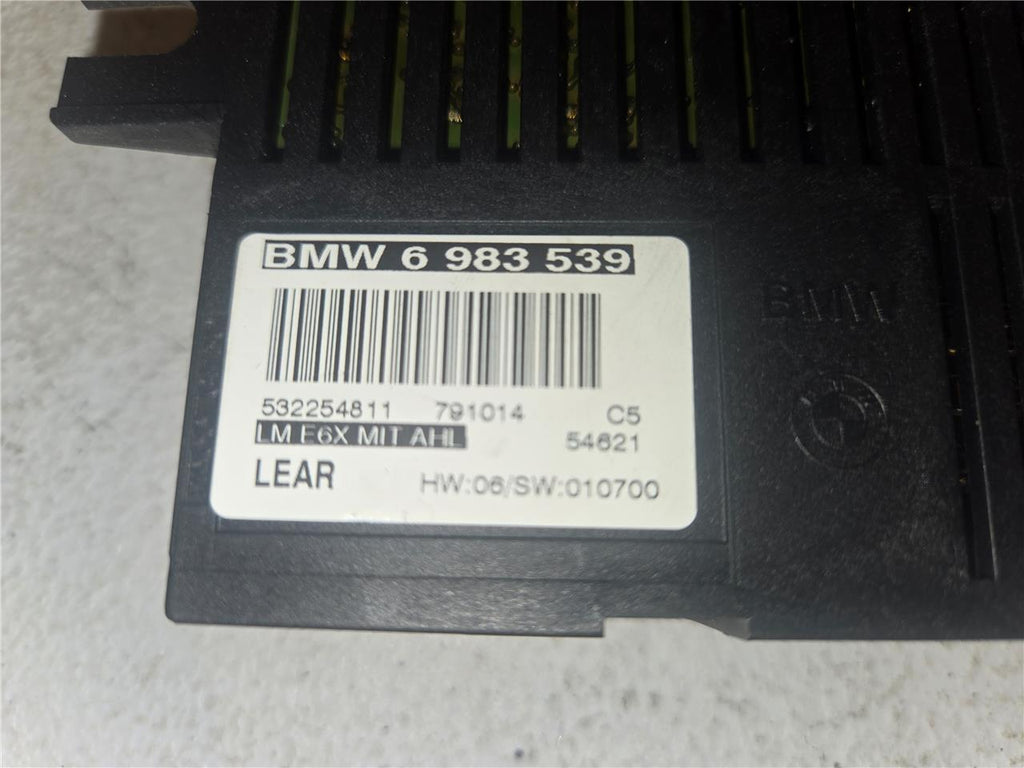 BMW 6 983 539
532254811 791014 C5
LM E6X MIT AHL 54621
LEAR HW:06/SW:010700
BMW